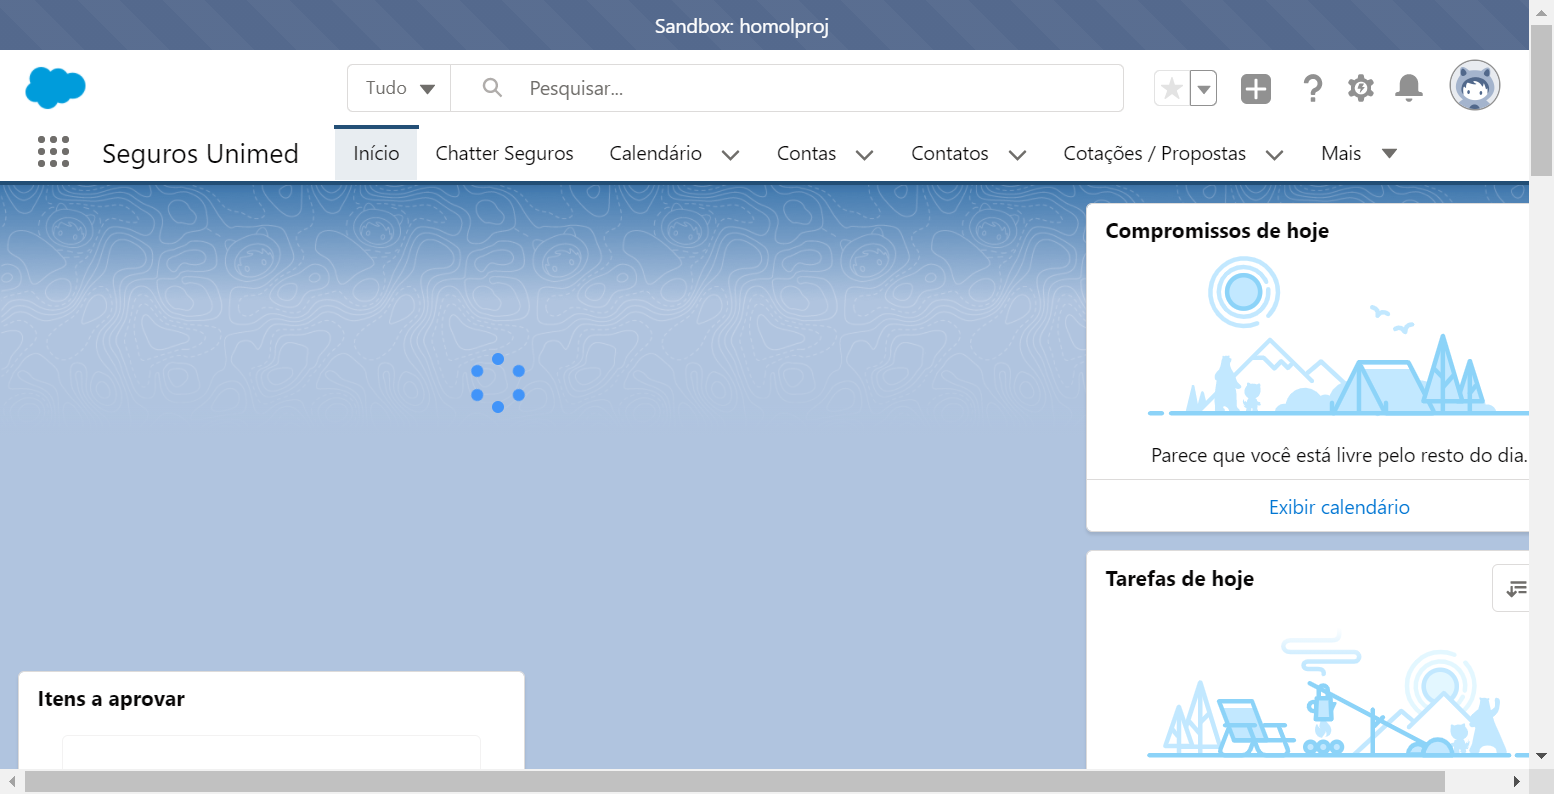 Sandbox: homolproj
Tudo
Pesquisar...
Seguros Unimed
Início
Chatter Seguros
Calendário
Contas
Contatos
Cotações / Propostas
Mais
Compromissos de hoje
Parece que você está livre pelo resto do dia.
Exibir calendário
Tarefas de hoje
Itens a aprovar